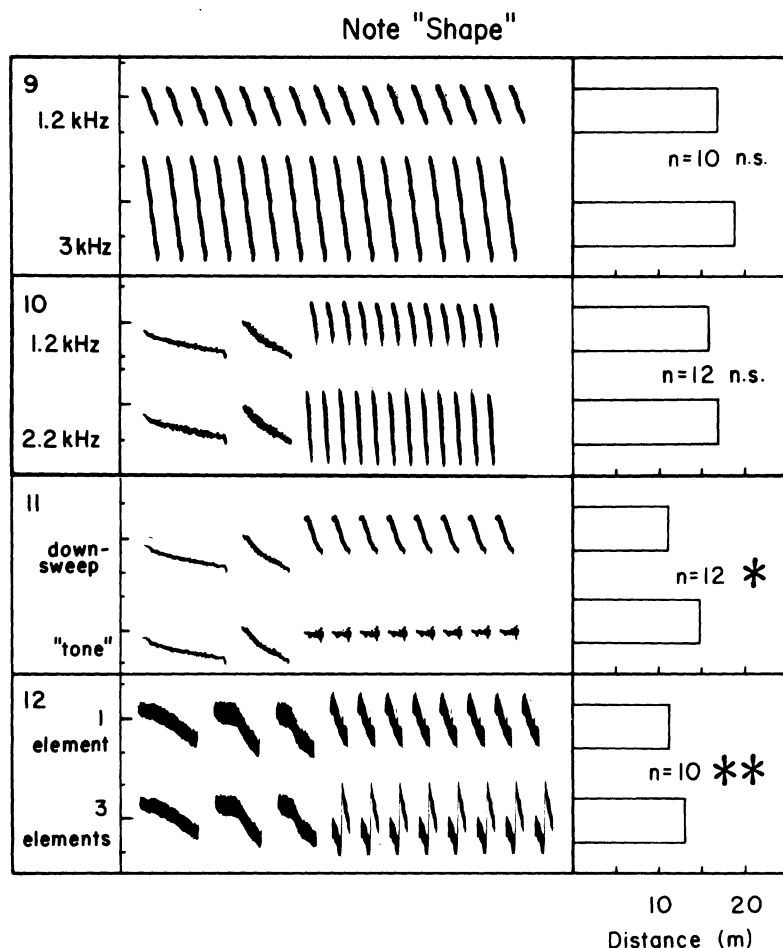 Note "Shape"
9
1.2 kHz
n=10 n.s.
3 kHz
10
1.2 kHz
n=12 n.s.
2.2 kHz
11
down-
sweep
n=12 *
"tone"
12
1
element
n=10 **
3
elements
10 20
Distance (m)